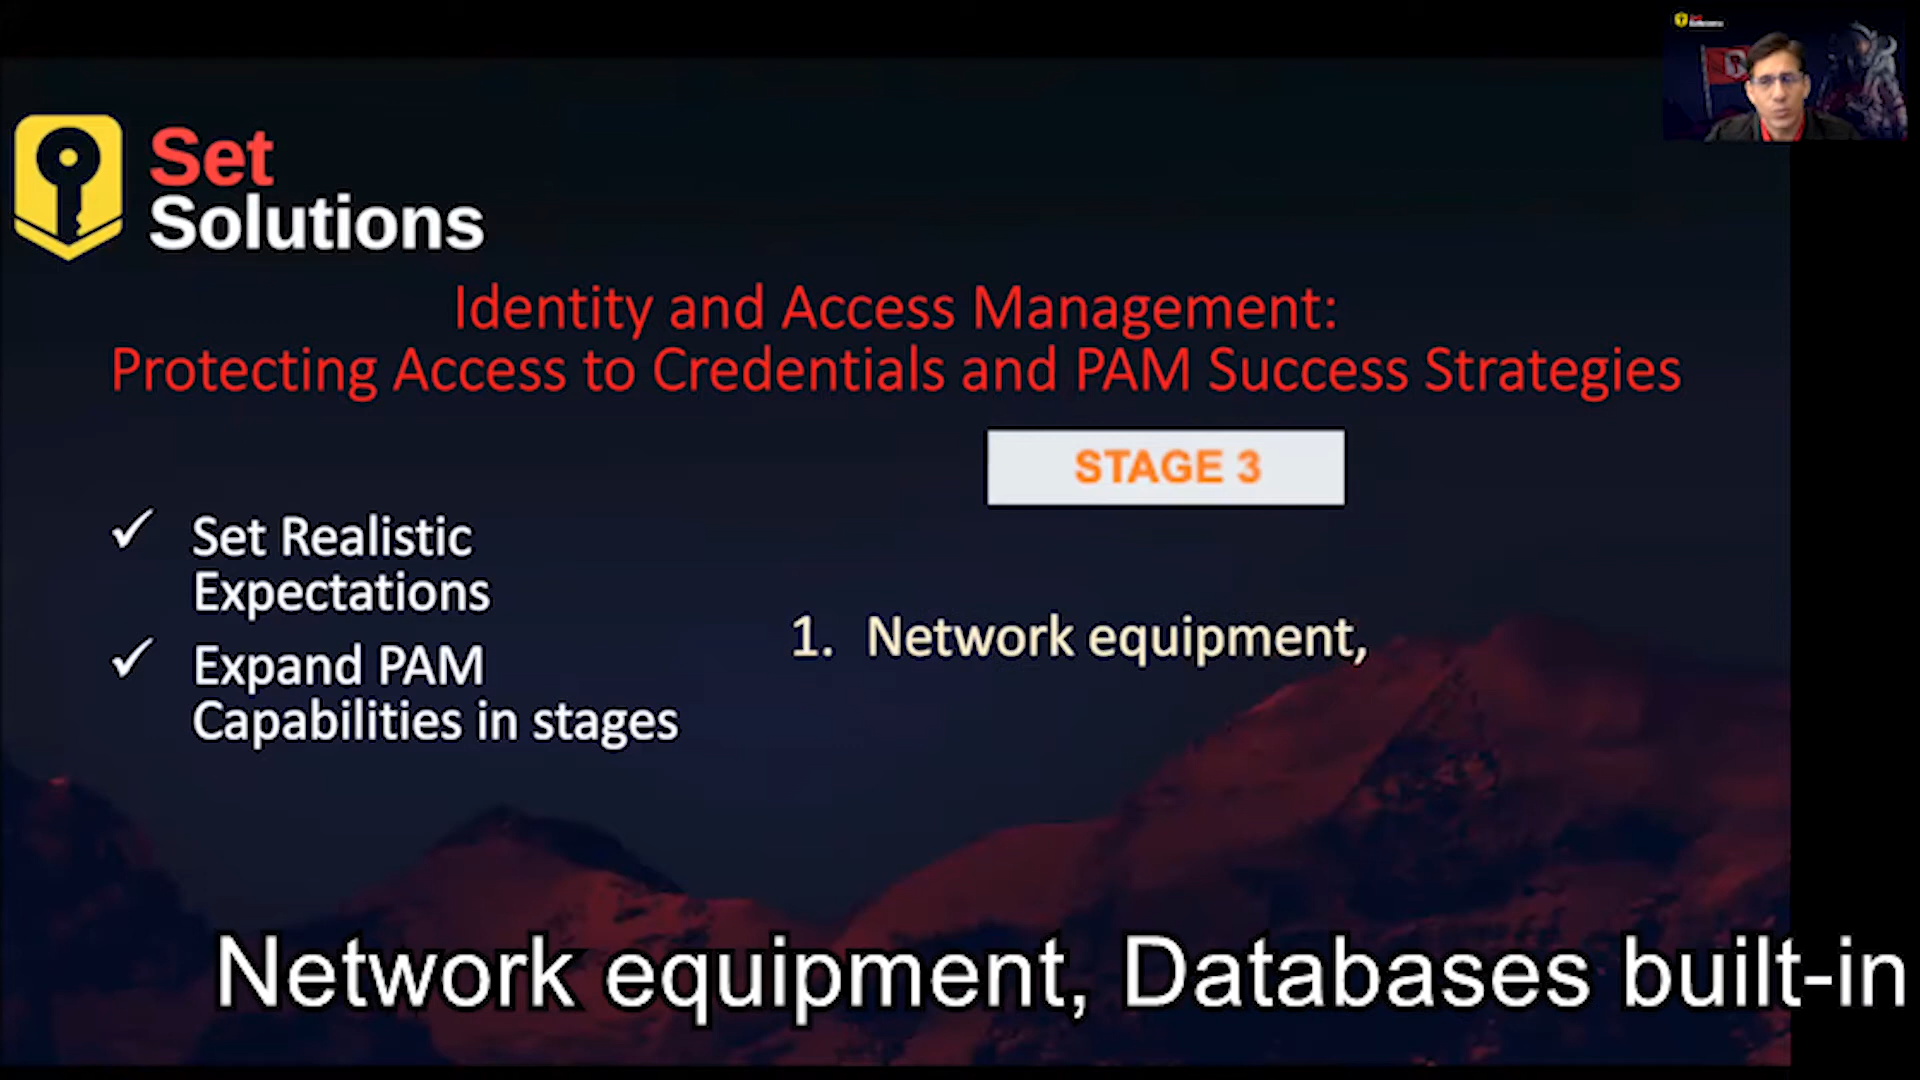 Set
Solutions
Identity and Access Management:
Protecting Access to Credentials and PAM Success Strategies
STAGE 3
✓ Set Realistic
Expectations
✓ Expand PAM
Capabilities in stages
1. Network equipment,
Network equipment, Databases built-in